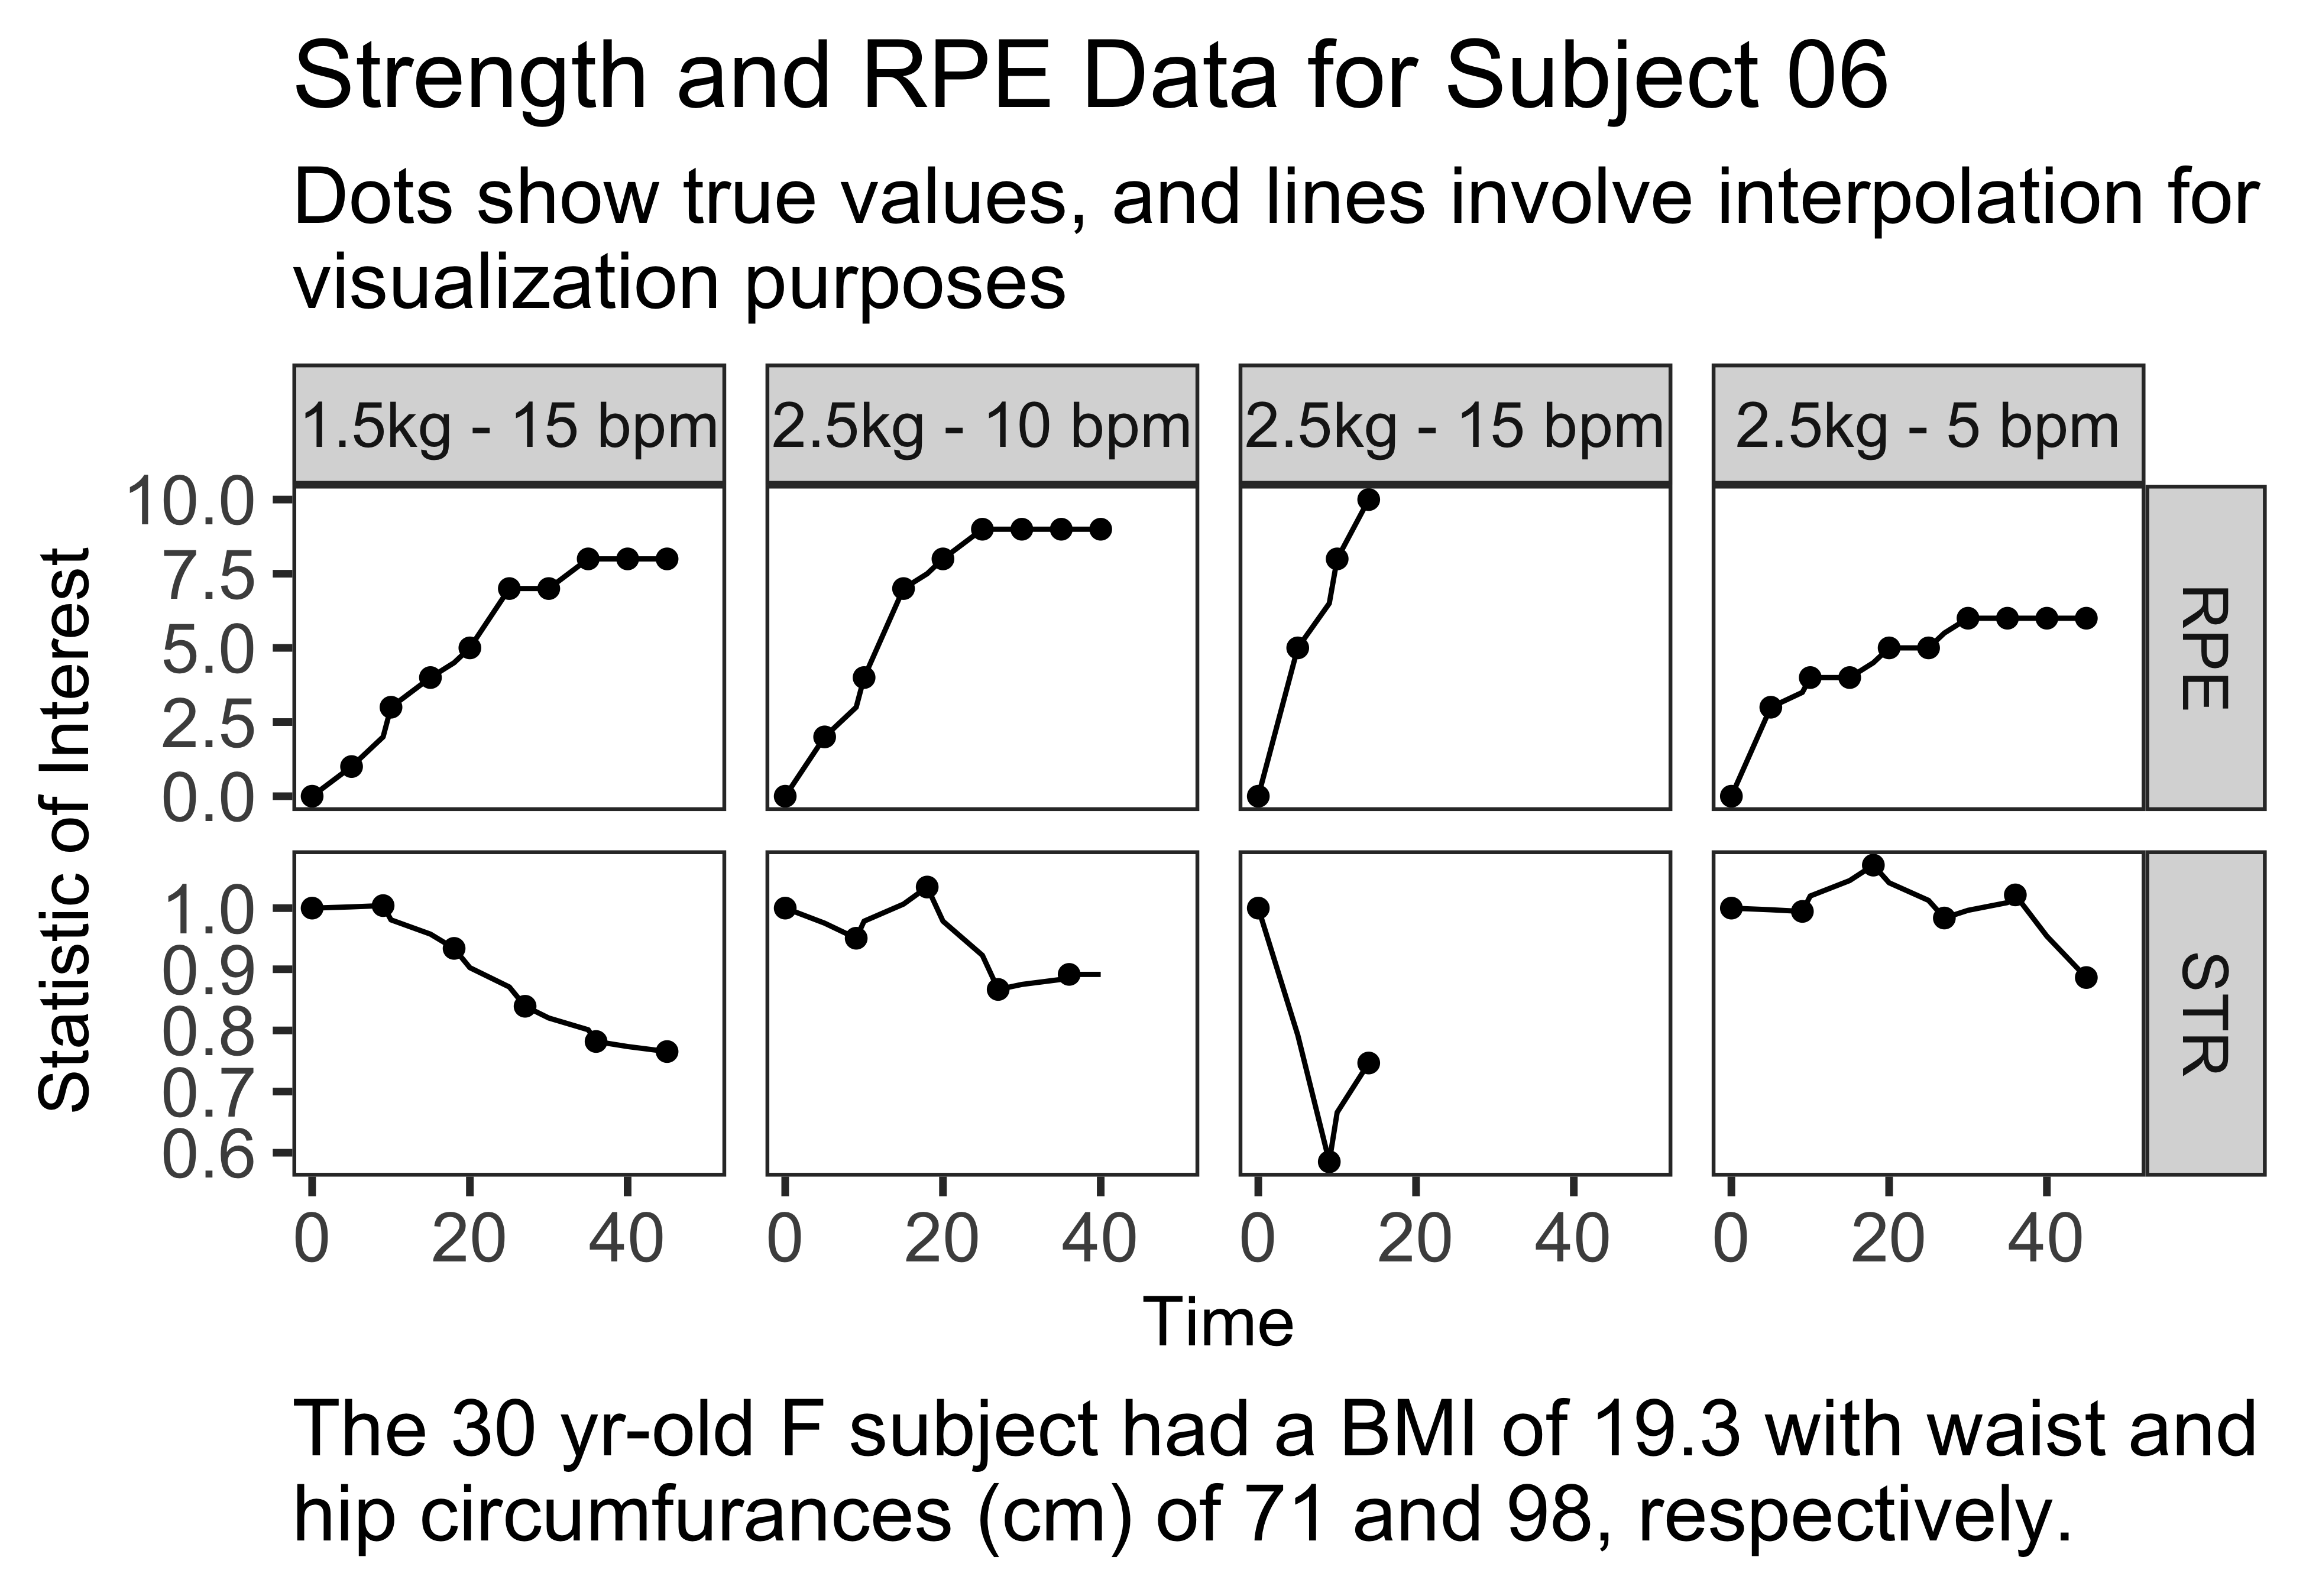 Strength and RPE Data for Subject 06
Dots show true values, and lines involve interpolation for
visualization purposes
1.5kg - 15 bpm
2.5kg - 10 bpm
2.5kg - 15 bpm
2.5kg - 5 bpm
10.0
7.5
5.0
2.5
0.0
RPE
Statistic of Interest
1.0
0.9
0.8
0.7
0.6
STR
0 20 40
0 20 40
0 20 40
0 20 40
Time
The 30 yr-old F subject had a BMI of 19.3 with waist and
hip circumfurances (cm) of 71 and 98, respectively.